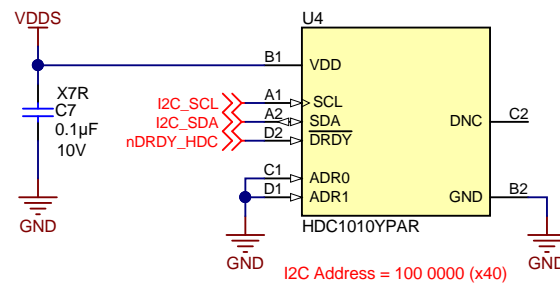 VDDS
U4
B1
VDD
X7R
C7
0.1µF
10V
I2C_SCL
A1
SCL
I2C_SDA
A2
SDA
nDRDY_HDC
D2
DRDY
DNC
C2
C1
ADR0
D1
ADR1
GND
B2
GND
HDC1010YPAR
GND
GND
I2C Address = 100 0000 (x40)